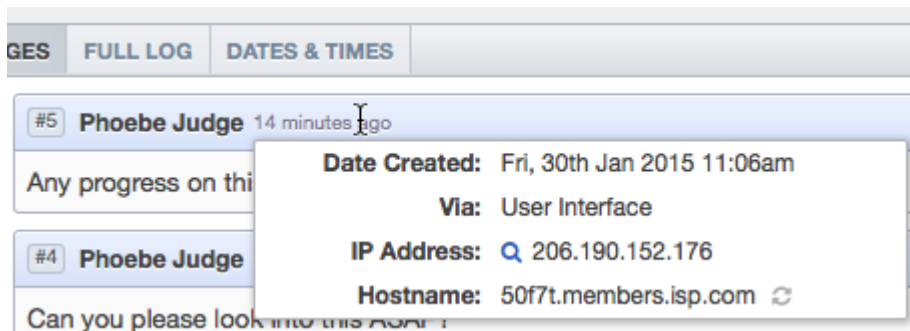 GES FULL LOG DATES & TIMES
#5 Phoebe Judge 14 minutes ago
Any progress on thi
Date Created: Fri, 30th Jan 2015 11:06am
Via: User Interface
IP Address: 206.190.152.176
Hostname: 50f7t.members.isp.com
#4 Phoebe Judge
Can you please look into this ASAP?